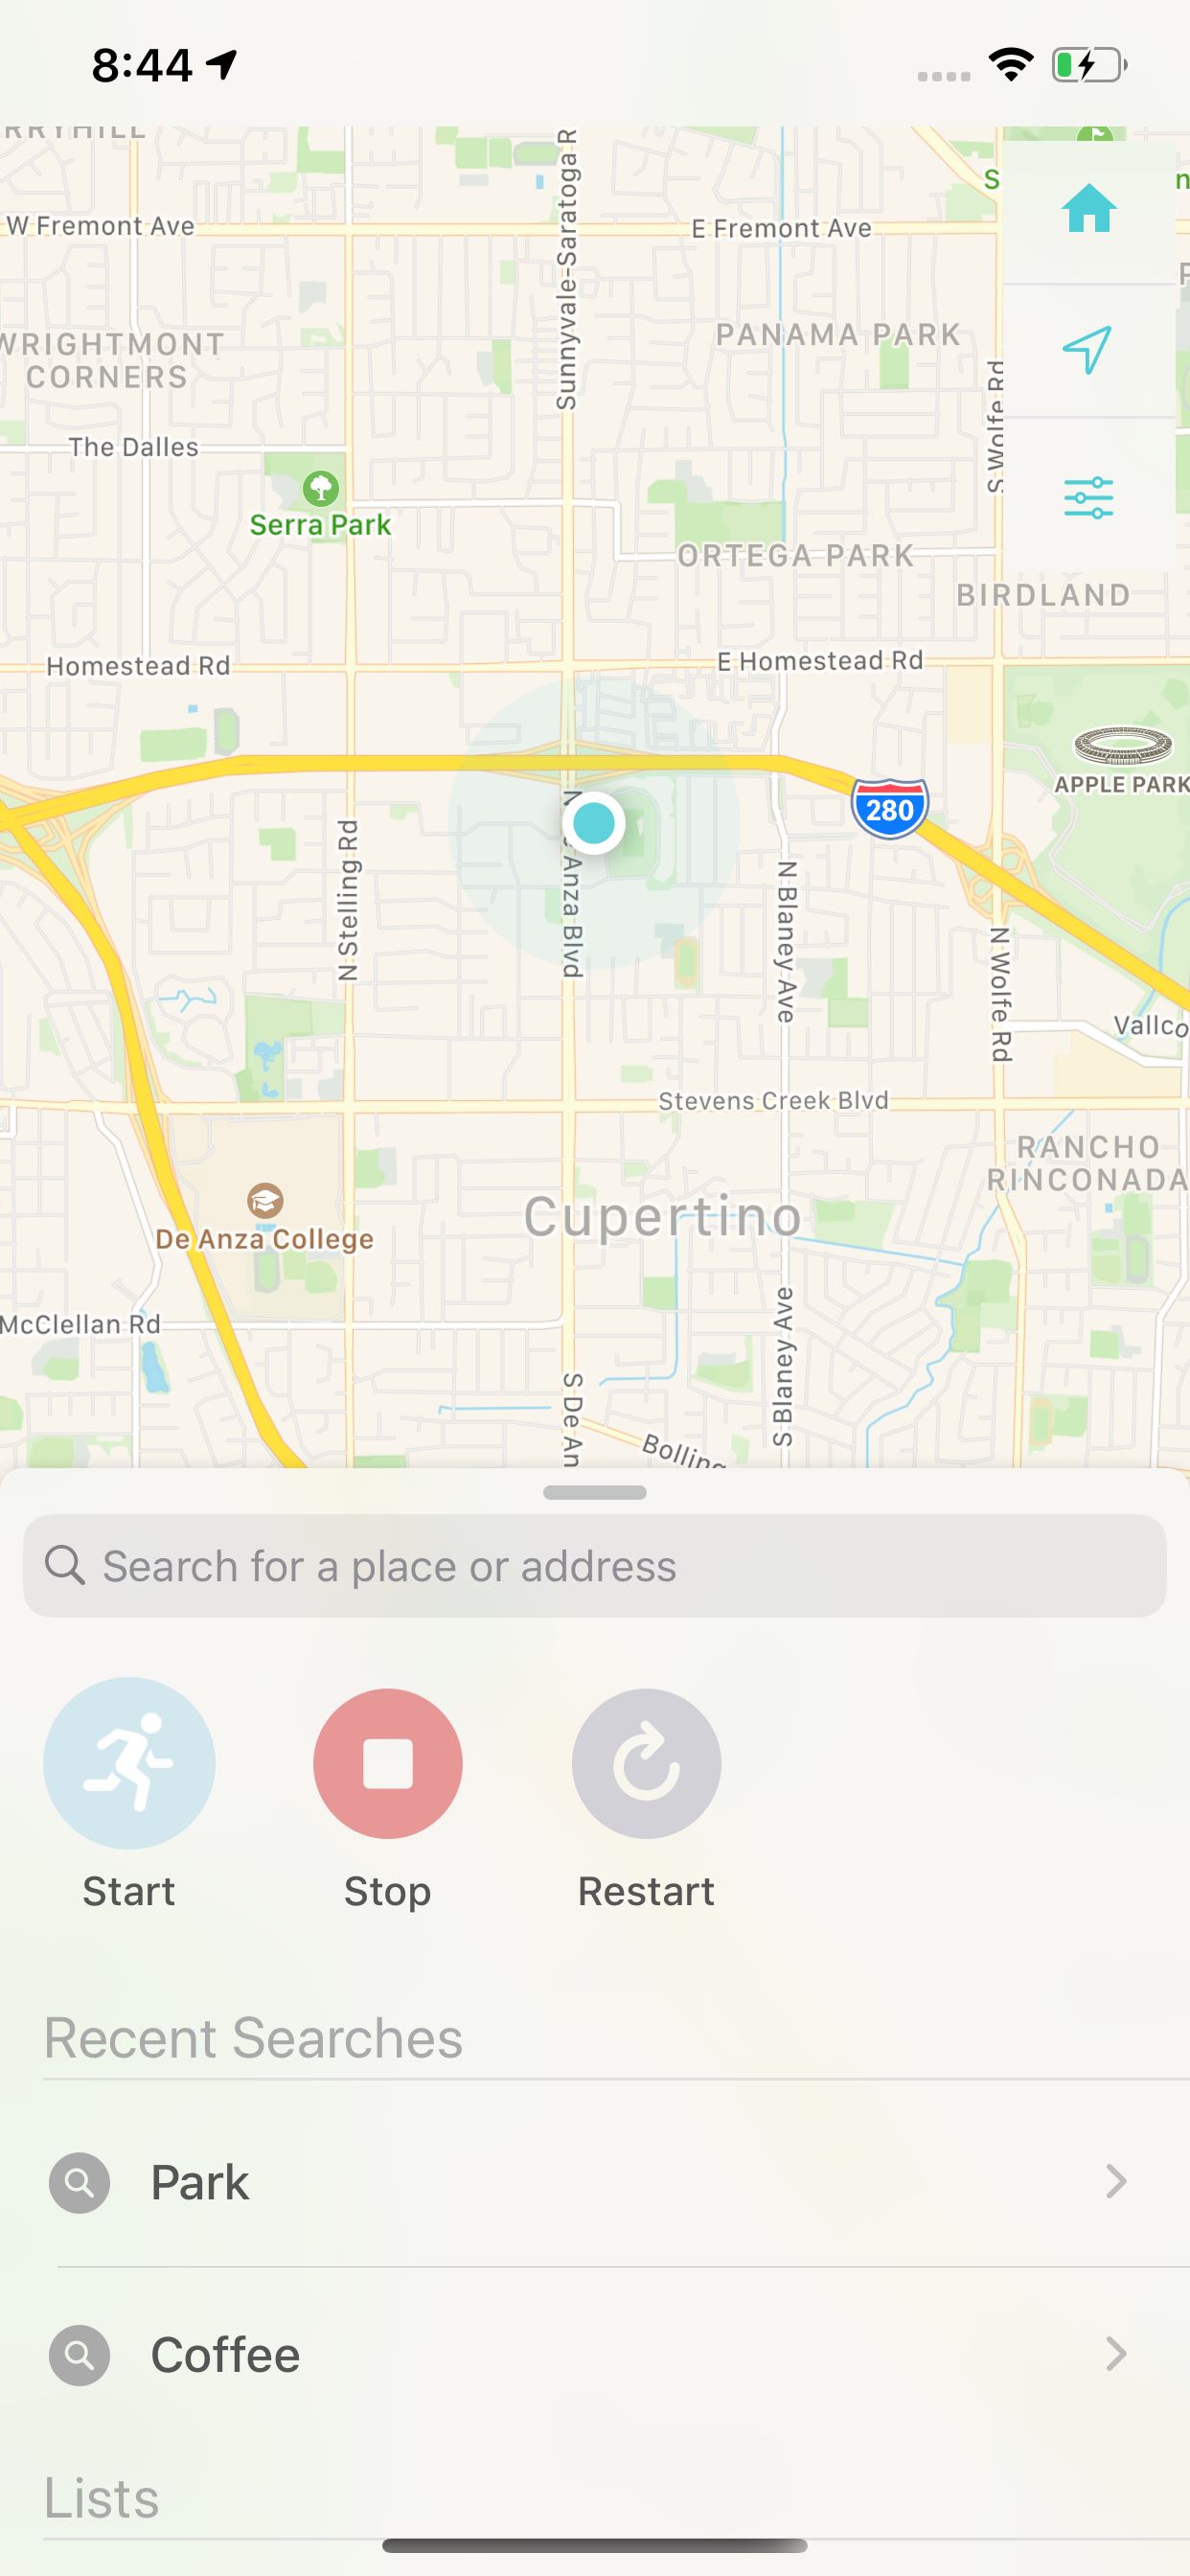 8:44
W Fremont Ave
E Fremont Ave
Sunnyvale-Saratoga R
WRIGHTMONT
CORNERS
PANAMA PARK
S Wolfe Rd
The Dalles
Serra Park
ORTEGA PARK
BIRDLAND
Homestead Rd
E Homestead Rd
APPLE PARK
280
N Stelling Rd
Anza Blvd
N Blaney Ave
N Wolfe Rd
Vallco
Stevens Creek Blvd
RANCHO
RINCONADA
Cupertino
De Anza College
McClellan Rd
S Blaney Ave
S De An
Bolling
Search for a place or address
Start
Stop
Restart
Recent Searches
Park
Coffee
Lists